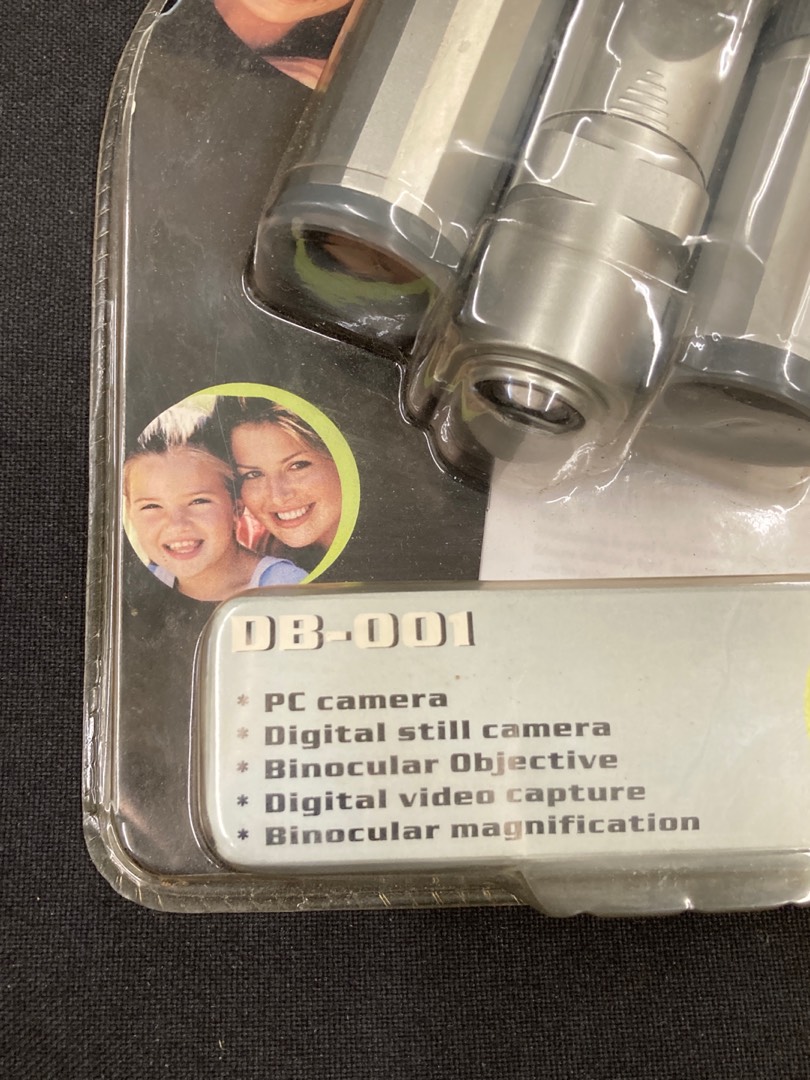 DB-001
* PC camera
* Digital still camera
* Binocular Objective
* Digital video capture
* Binocular magnification